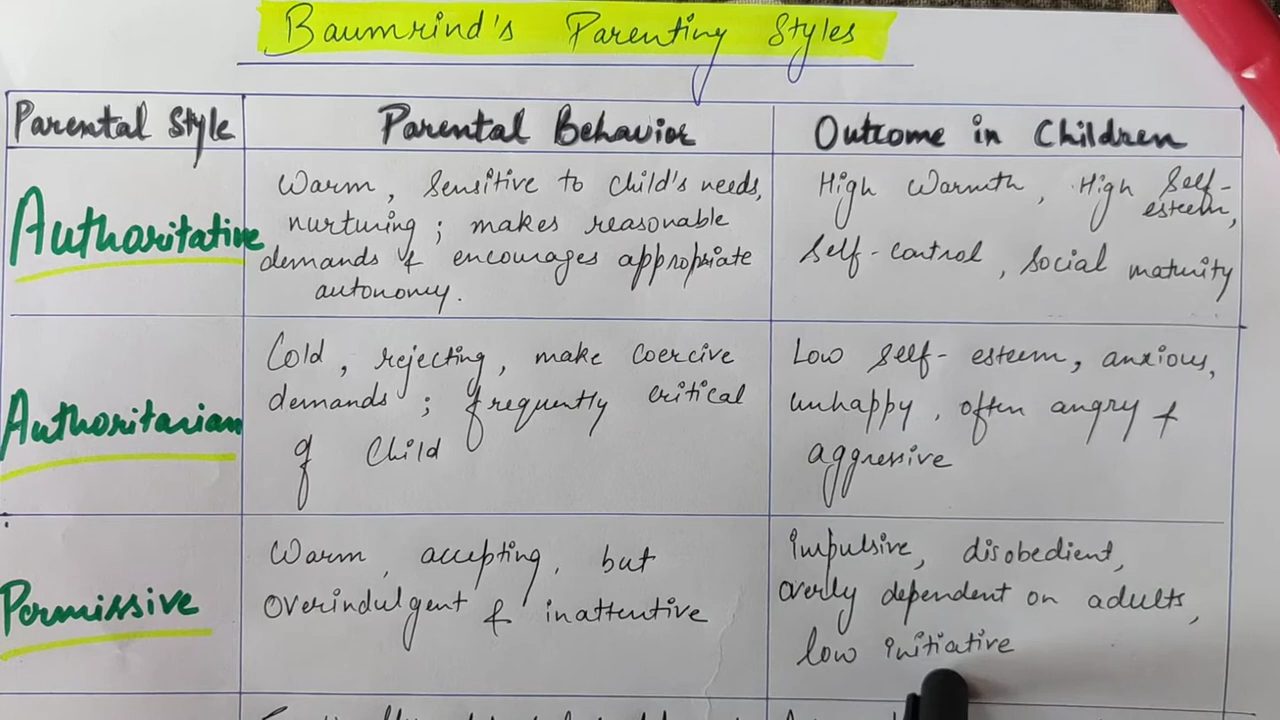 Baumrind's Parenting Styles
Parental Style
Parental Behavior
Outcome in Children
Authoritative
Warm, Sensitive to child's needs,
nurturing; makes reasonable
demands & encourages appropriate
autonomy.
High Warmth, High Self-
esteem,
Self-control, Social maturity
Authoritarian
Cold, rejecting, make coercive
demands; frequently critical
of Child
Low Self-esteem, anxious,
unhappy, often angry &
aggressive
Permissive
Warm, accepting, but
Overindulgent & inattentive
Impulsive, disobedient,
overly dependent on adults,
low initiative